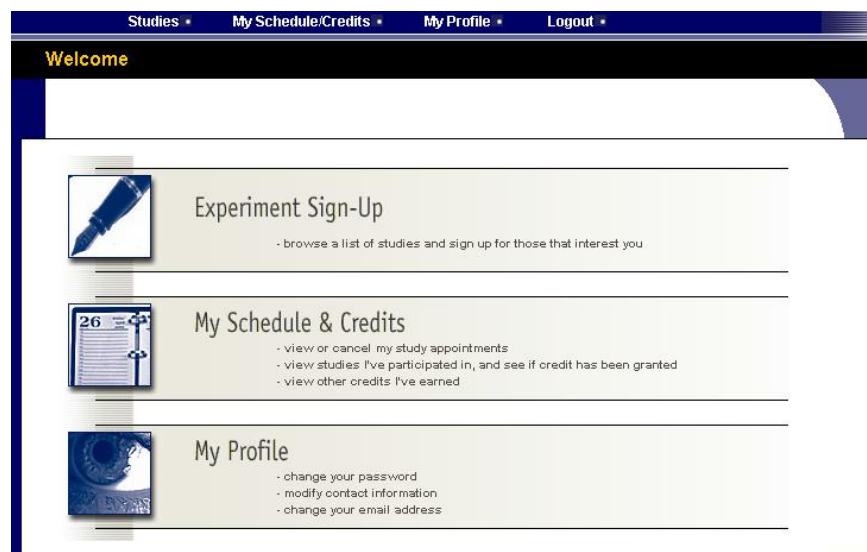 Studies My Schedule/Credits My Profile Logout
Welcome
Experiment Sign-Up
- browse a list of studies and sign up for those that interest you
26
My Schedule & Credits
- view or cancel my study appointments
- view studies I've participated in, and see if credit has been granted
- view other credits I've earned
My Profile
- change your password
- modify contact information
- change your email address